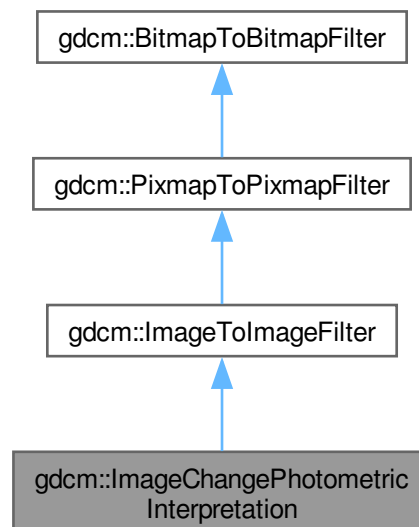 gdcm::BitmapToBitmapFilter
gdcm::PixmapToPixmapFilter
gdcm::ImageToImageFilter
gdcm::ImageChangePhotometric
Interpretation